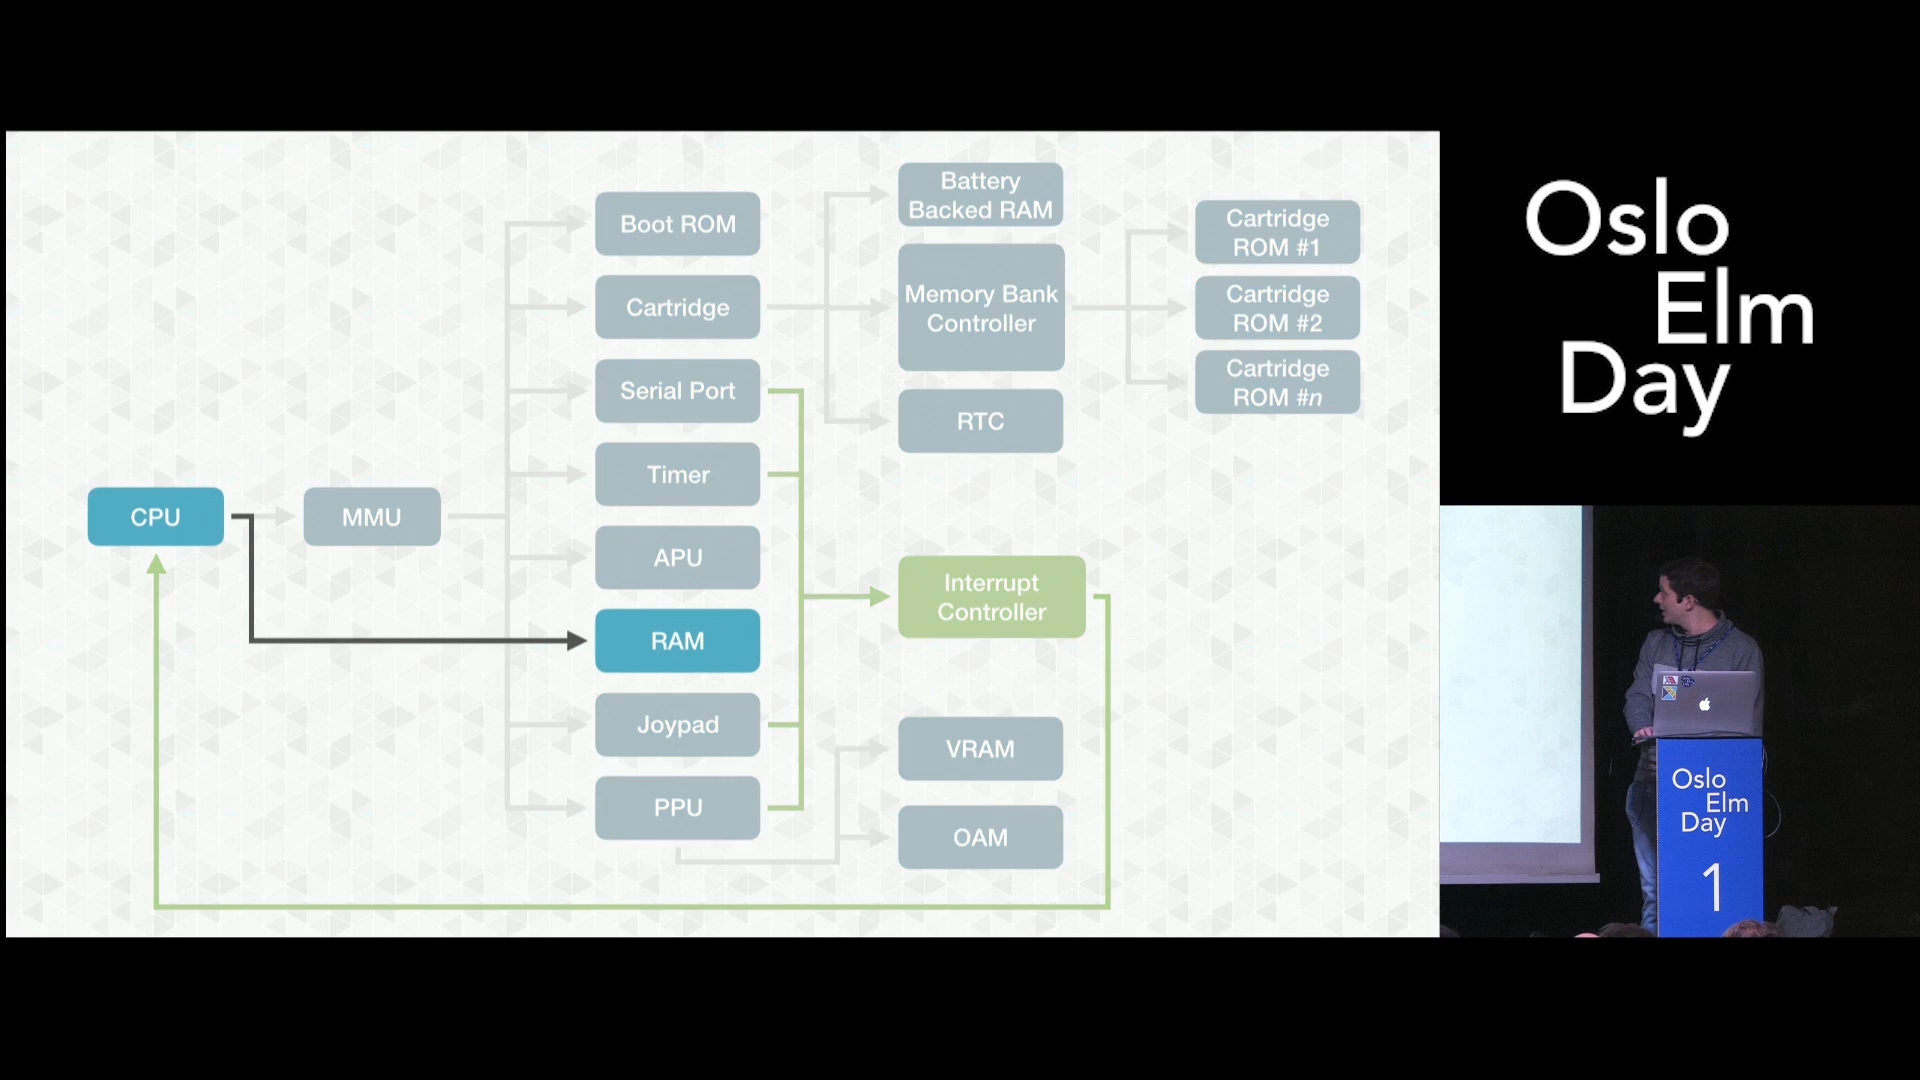 Boot ROM
Cartridge
Serial Port
Timer
APU
RAM
Joypad
PPU
CPU
MMU
Battery
Backed RAM
Memory Bank
Controller
RTC
Interrupt
Controller
VRAM
OAM
Cartridge
ROM #1
Cartridge
ROM #2
Cartridge
ROM #n
Oslo
Elm
Day
Oslo
Elm
Day
1